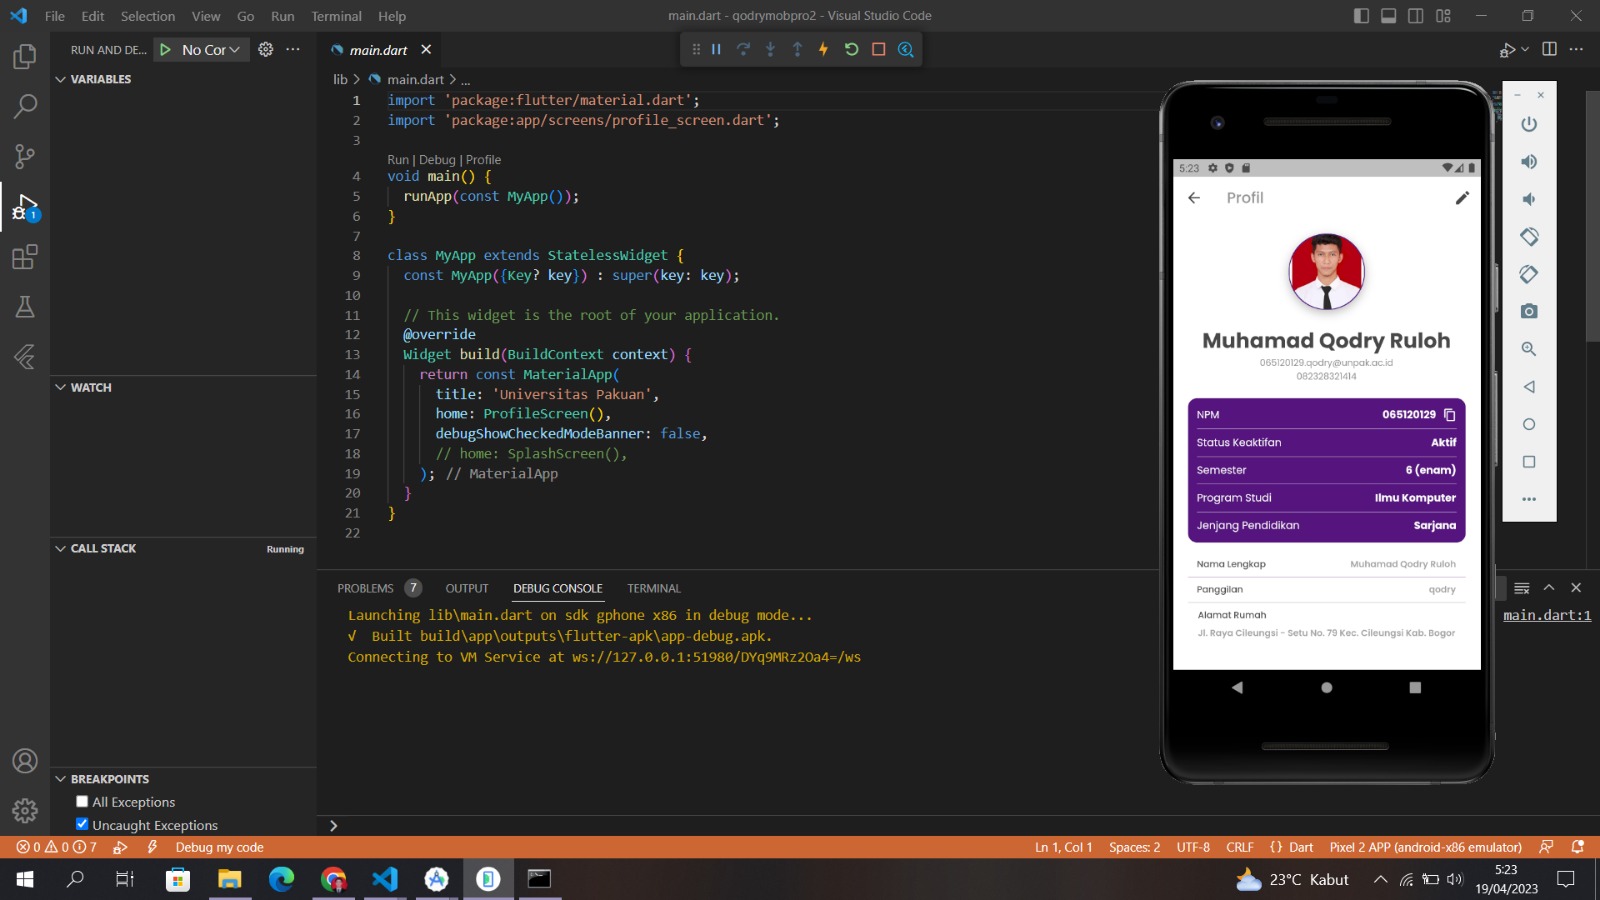 File Edit Selection View Go Run Terminal Help
main.dart - qodrymobpro2 - Visual Studio Code
RUN AND DE...
No Cor
VARIABLES
WATCH
CALL STACK
Running
BREAKPOINTS
All Exceptions
Uncaught Exceptions
1
main.dart
lib > main.dart > ...
1 import 'package:flutter/material.dart';
2 import 'package:app/screens/profile_screen.dart';
3
Run | Debug | Profile
4 void main() {
5 runApp(const MyApp());
6 }
7
8 class MyApp extends StatelessWidget {
9 const MyApp({Key? key}) : super(key: key);
10
11 // This widget is the root of your application.
12 @override
13 Widget build(BuildContext context) {
14 return const MaterialApp(
15 title: 'Universitas Pakuan',
16 home: ProfileScreen(),
17 debugShowCheckedModeBanner: false,
18 // home: SplashScreen(),
19 ); // MaterialApp
20 }
21 }
22
PROBLEMS 7 OUTPUT DEBUG CONSOLE TERMINAL
Launching lib\main.dart on sdk gphone x86 in debug mode...
√ Built build\app\outputs\flutter-apk\app-debug.apk.
Connecting to VM Service at ws://127.0.0.1:51980/DYq9MRz2Oa4=/ws
main.dart:1
5:23
Profil
Muhamad Qodry Ruloh
065120129.qodry@unpak.ac.id
082328321414
NPM 065120129
Status Keaktifan Aktif
Semester 6 (enam)
Program Studi Ilmu Komputer
Jenjang Pendidikan Sarjana
Nama Lengkap Muhamad Qodry Ruloh
Panggilan qodry
Alamat Rumah
Jl. Raya Cileungsi - Setu No. 79 Kec. Cileungsi Kab. Bogor
0 0 7 Debug my code
Ln 1, Col 1 Spaces: 2 UTF-8 CRLF {} Dart Pixel 2 APP (android-x86 emulator)
23°C Kabut
5:23
19/04/2023